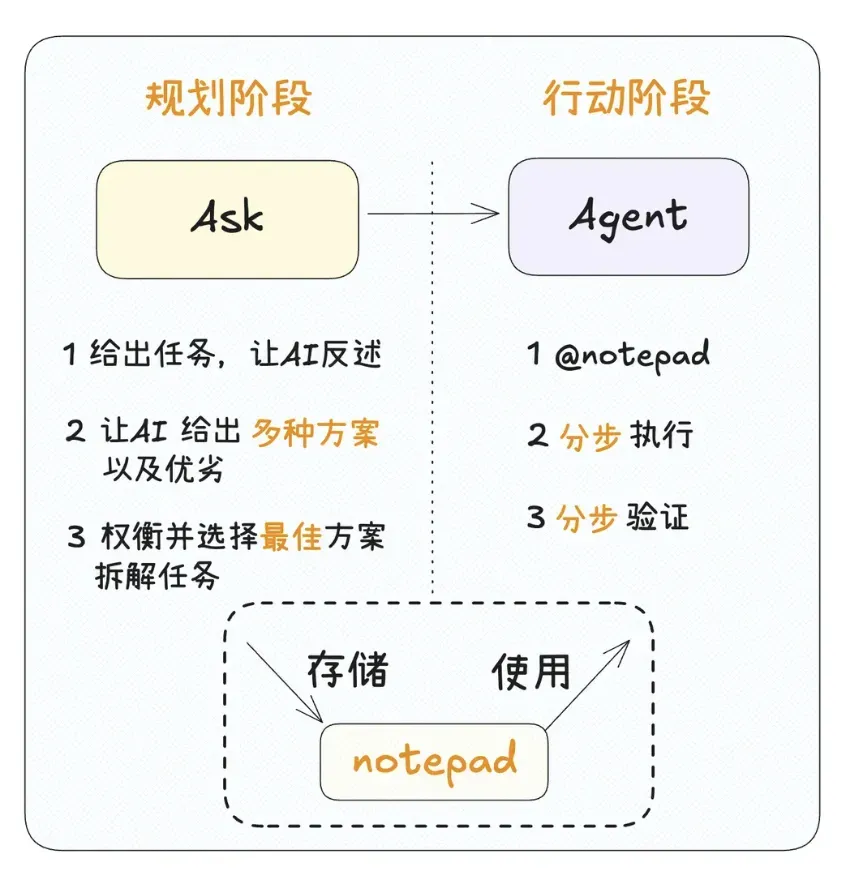 规划阶段
行动阶段
Ask
Agent
1 给出任务，让AI反述
2 让AI 给出 多种方案
以及优劣
3 权衡并选择最佳方案
拆解任务
1 @notepad
2 分步 执行
3 分步 验证
存储
使用
notepad